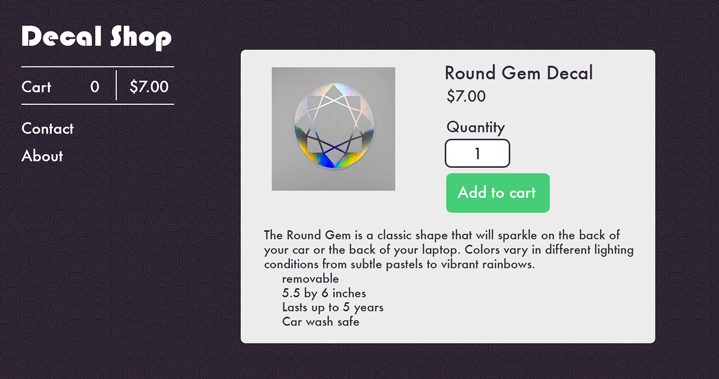 Decal Shop
Cart 0 $7.00
Contact
About
Round Gem Decal
$7.00
Quantity
1
Add to cart
The Round Gem is a classic shape that will sparkle on the back of
your car or the back of your laptop. Colors vary in different lighting
conditions from subtle pastels to vibrant rainbows.
removable
5.5 by 6 inches
Lasts up to 5 years
Car wash safe